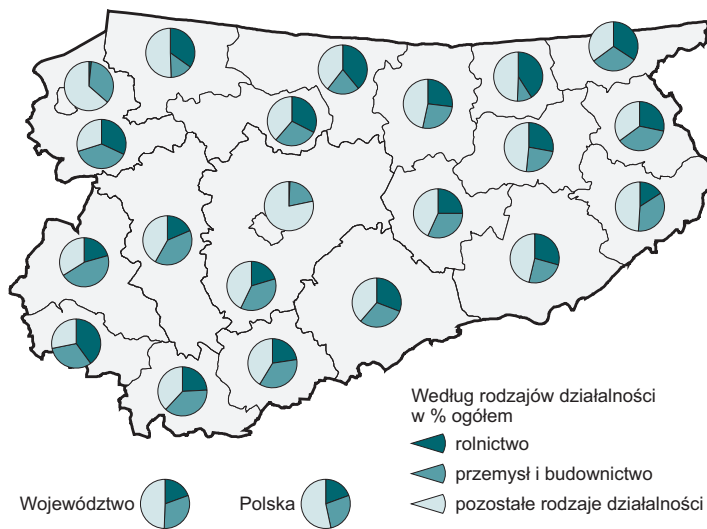 Według rodzajów działalności
w % ogółem
rolnictwo
przemysł i budownictwo
pozostałe rodzaje działalności
Województwo
Polska